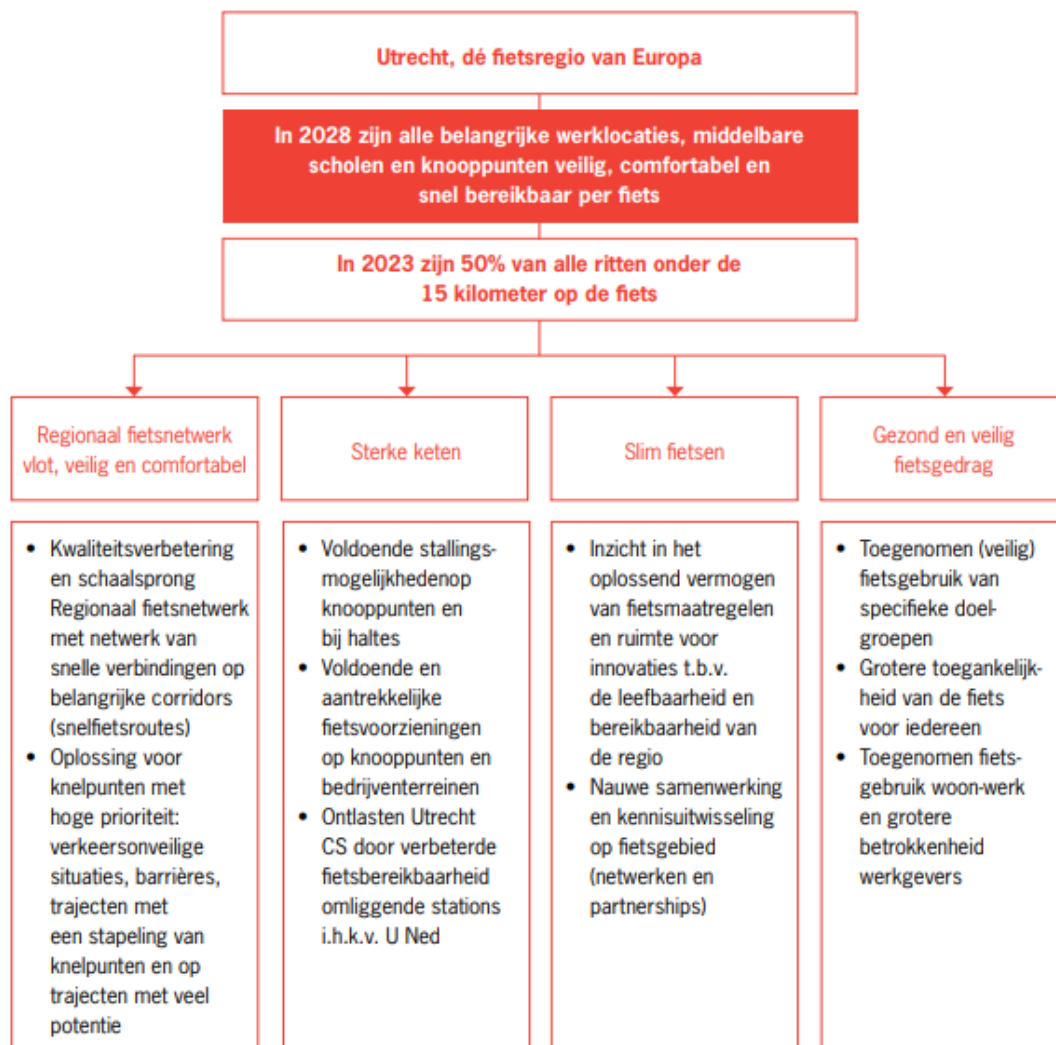 Utrecht, dé fietsregio van Europa
In 2028 zijn alle belangrijke werklocaties, middelbare
scholen en knooppunten veilig, comfortabel en
snel bereikbaar per fiets
In 2023 zijn 50% van alle ritten onder de
15 kilometer op de fiets
Regionaal fietsnetwerk
vlot, veilig en comfortabel
Sterke keten
Slim fietsen
Gezond en veilig
fietsgedrag
• Kwaliteitsverbetering
en schaalsprong
Regionaal fietsnetwerk
met netwerk van
snelle verbindingen op
belangrijke corridors
(snelfietsroutes)
• Oplossing voor
knelpunten met
hoge prioriteit:
verkeersonveilige
situaties, barrières,
trajecten met
een stapeling van
knelpunten en op
trajecten met veel
potentie
• Voldoende stallings-
mogelijkhedenop
knooppunten en
bij haltes
• Voldoende en
aantrekkelijke
fietsvoorzieningen
op knooppunten en
bedrijventerreinen
• Ontlasten Utrecht
CS door verbeterde
fietsbereikbaarheid
omliggende stations
i.h.k.v. U Ned
• Inzicht in het
oplossend vermogen
van fietsmaatregelen
en ruimte voor
innovaties t.b.v.
de leefbaarheid en
bereikbaarheid van
de regio
• Nauwe samenwerking
en kennisuitwisseling
op fietsgebied
(netwerken en
partnerships)
• Toegenomen (veilig)
fietsgebruik van
specifieke doel-
groepen
• Grotere toegankelijk-
heid van de fiets
voor iedereen
• Toegenomen fiets-
gebruik woon-werk
en grotere
betrokkenheid
werkgevers